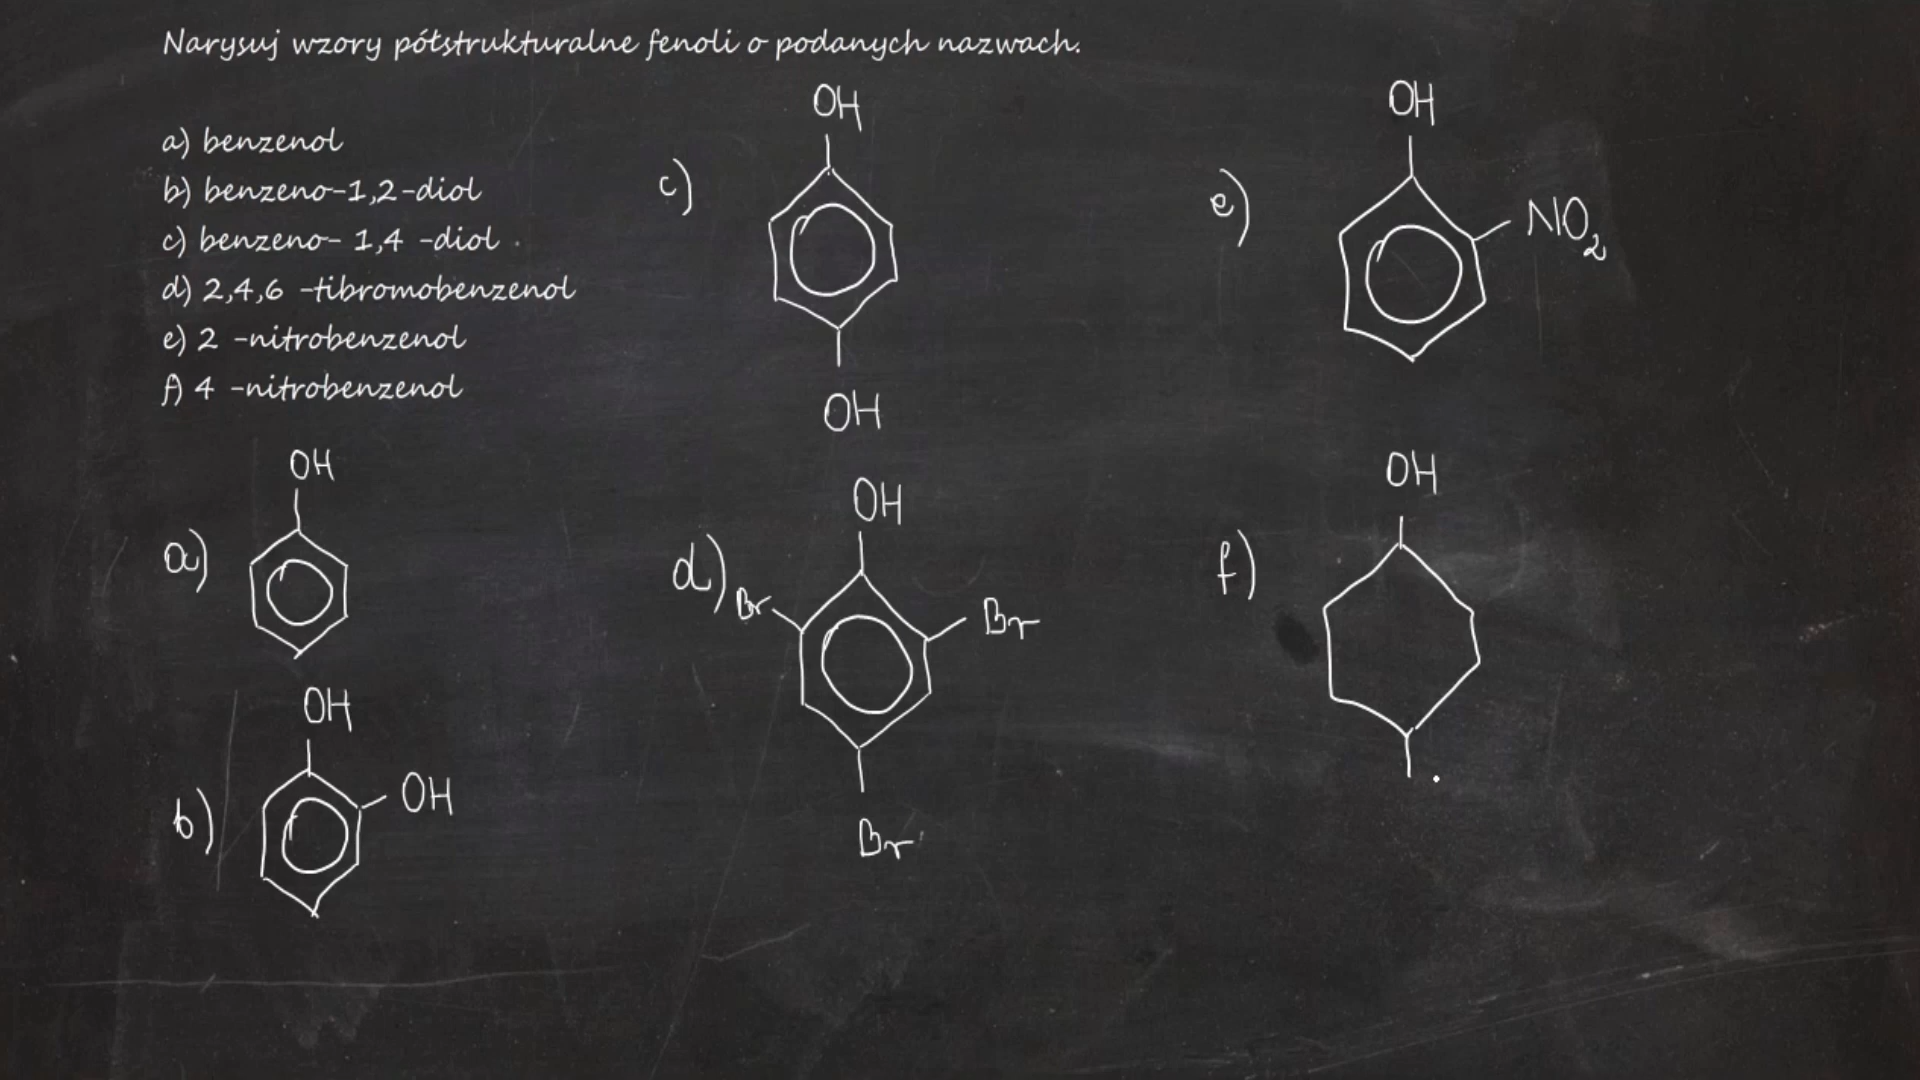 Narysuj wzory półstrukturalne fenoli o podanych nazwach.
a) benzenol
b) benzeno-1,2-diol
c) benzeno- 1,4 -diol
d) 2,4,6 -tibromobenzenol
e) 2 -nitrobenzenol
f) 4 -nitrobenzenol
OH
a)
OH
b)
OH
OH
c)
OH
OH
d)
Br
Br
Br
OH
e)
NO₂
OH
f)